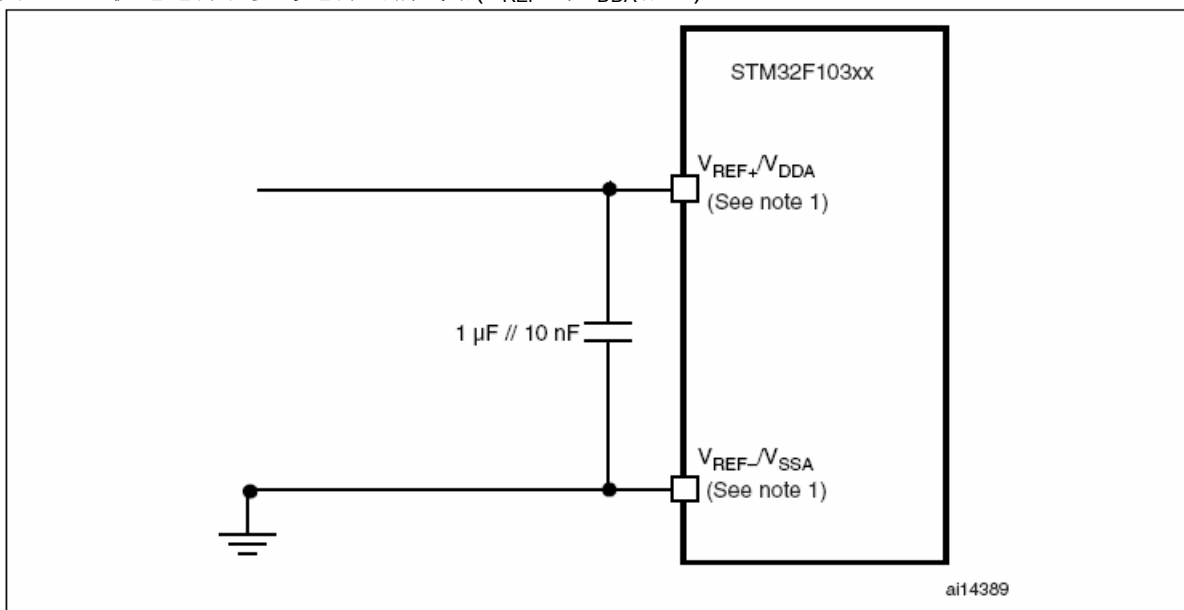 STM32F103xx
VREF+/VDDA
(See note 1)
1 µF // 10 nF
VREF–/VSSA
(See note 1)
ai14389